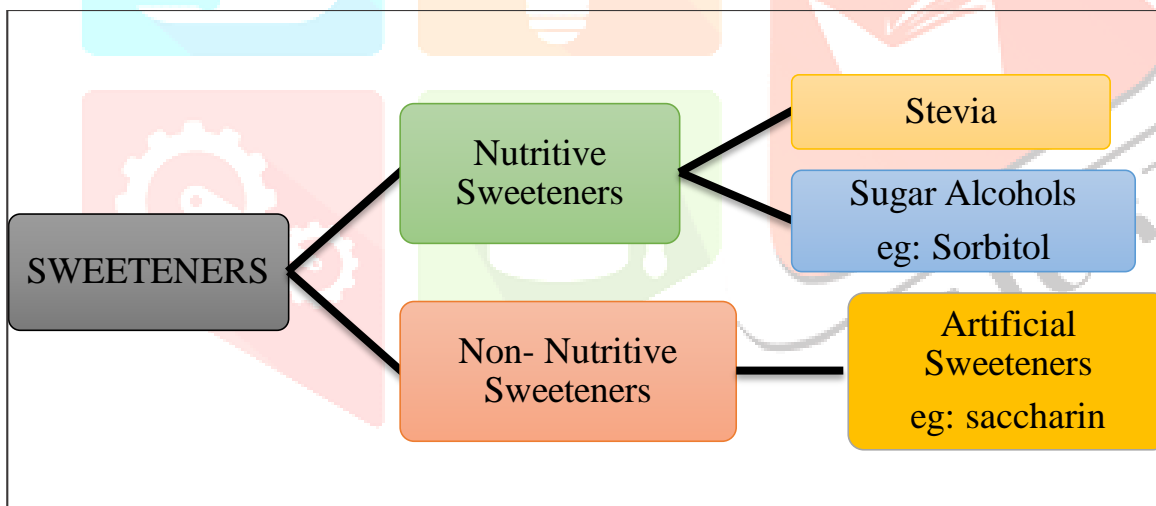 SWEETENERS
Nutritive
Sweeteners
Stevia
Sugar Alcohols
eg: Sorbitol
Non- Nutritive
Sweeteners
Artificial
Sweeteners
eg: saccharin